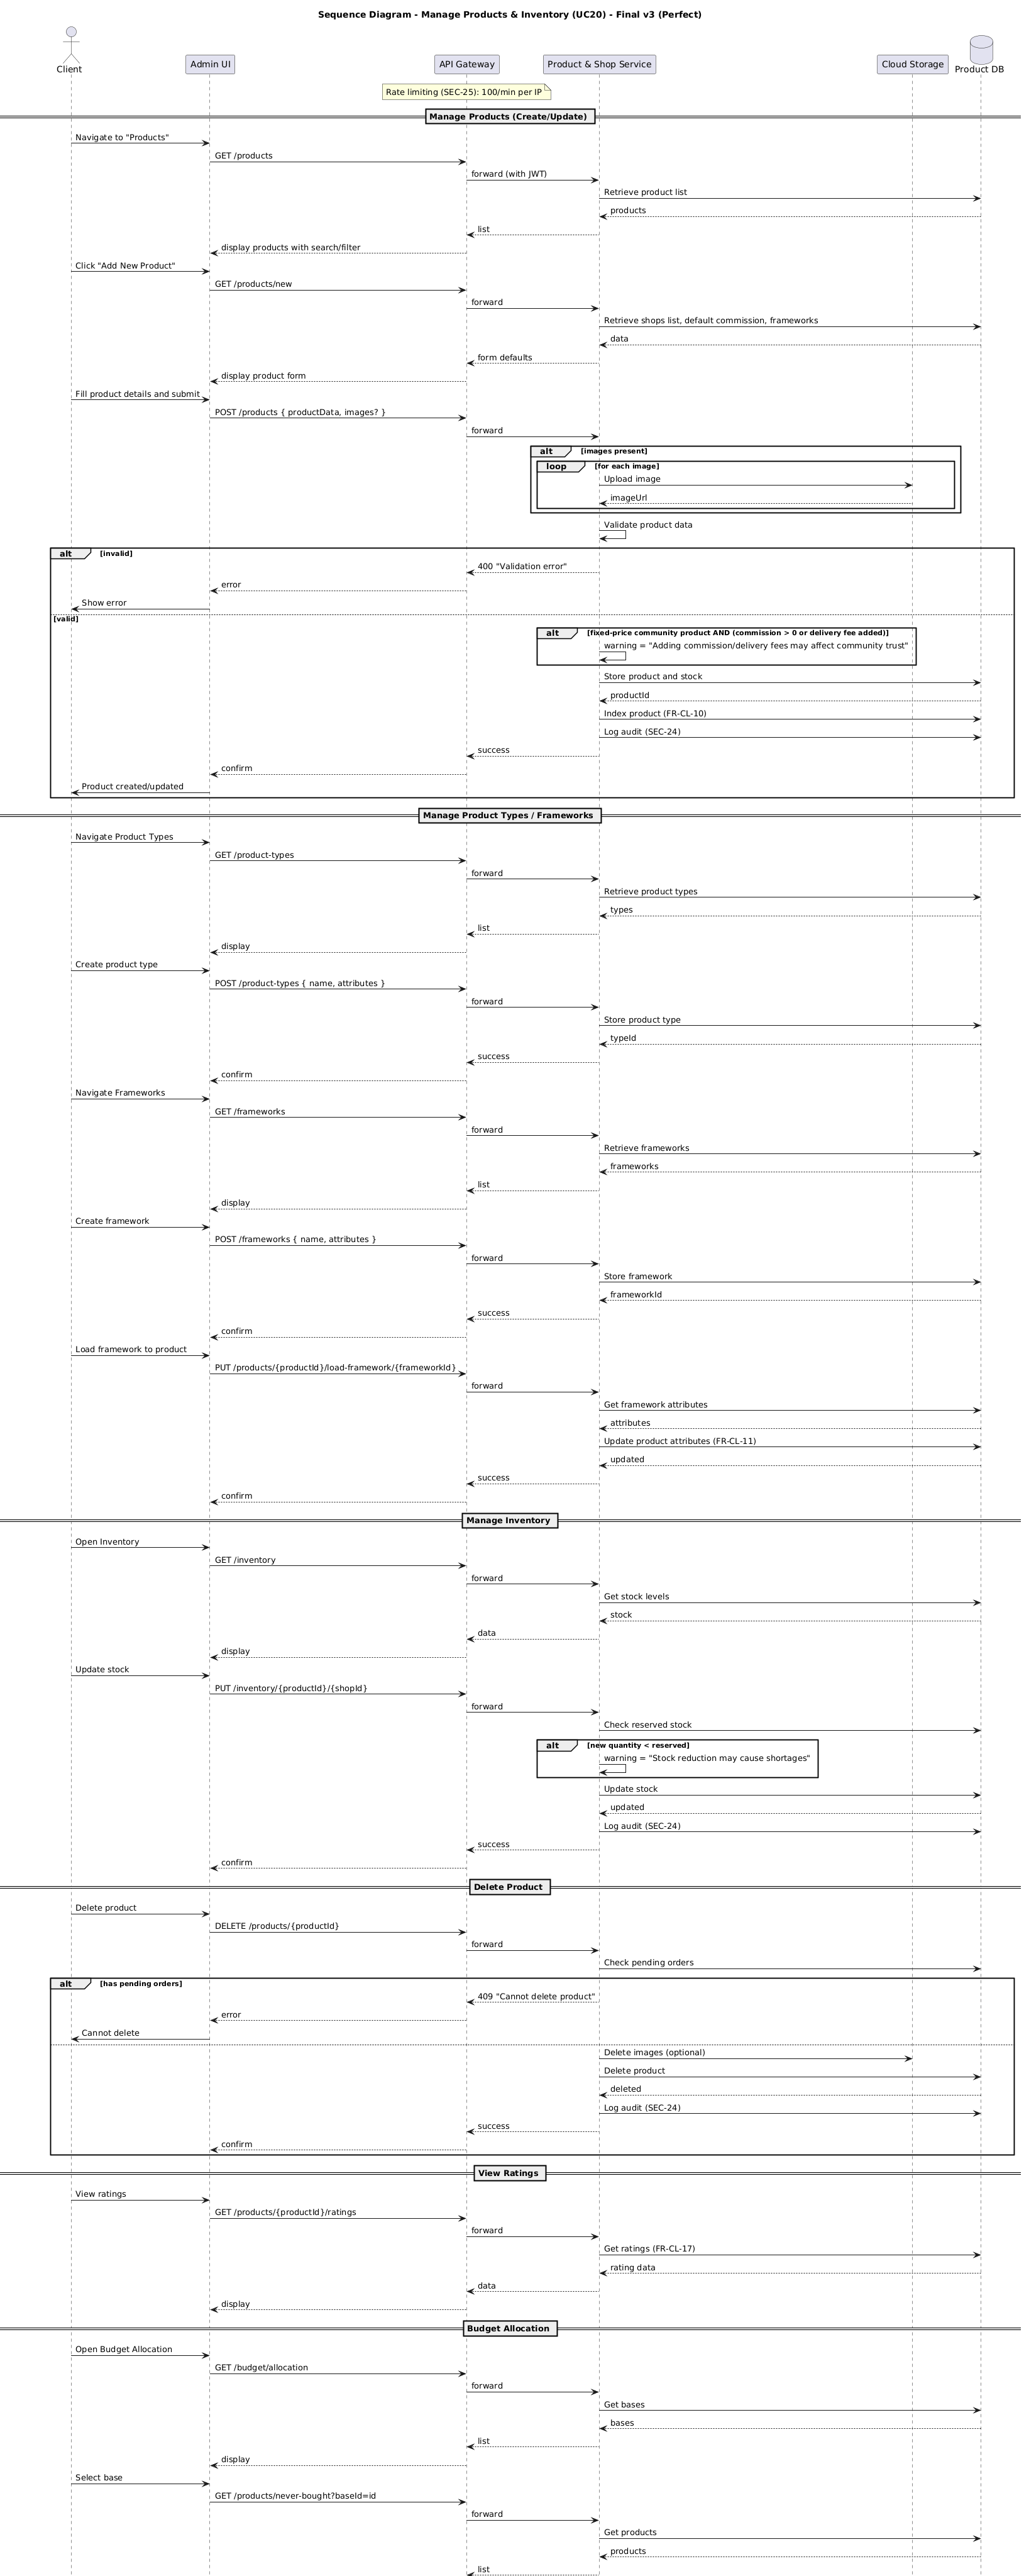 Sequence Diagram - Manage Products & Inventory (UC20) - Final v3 (Perfect)
Client
Admin UI
API Gateway
Product & Shop Service
Cloud Storage
Product DB
Rate limiting (SEC-25): 100/min per IP
Manage Products (Create/Update)
Navigate to "Products"
GET /products
forward (with JWT)
Retrieve product list
products
list
display products with search/filter
Click "Add New Product"
GET /products/new
forward
Retrieve shops list, default commission, frameworks
data
form defaults
display product form
Fill product details and submit
POST /products { productData, images? }
forward
alt [images present]
loop [for each image]
Upload image
imageUrl
Validate product data
alt [invalid]
400 "Validation error"
error
Show error
[valid]
alt [fixed-price community product AND (commission > 0 or delivery fee added)]
warning = "Adding commission/delivery fees may affect community trust"
Store product and stock
productId
Index product (FR-CL-10)
Log audit (SEC-24)
success
confirm
Product created/updated
Manage Product Types / Frameworks
Navigate Product Types
GET /product-types
forward
Retrieve product types
types
list
display
Create product type
POST /product-types { name, attributes }
forward
Store product type
typeId
success
confirm
Navigate Frameworks
GET /frameworks
forward
Retrieve frameworks
frameworks
list
display
Create framework
POST /frameworks { name, attributes }
forward
Store framework
frameworkId
success
confirm
Load framework to product
PUT /products/{productId}/load-framework/{frameworkId}
forward
Get framework attributes
attributes
Update product attributes (FR-CL-11)
updated
success
confirm
Manage Inventory
Open Inventory
GET /inventory
forward
Get stock levels
stock
data
display
Update stock
PUT /inventory/{productId}/{shopId}
forward
Check reserved stock
alt [new quantity < reserved]
warning = "Stock reduction may cause shortages"
Update stock
updated
Log audit (SEC-24)
success
confirm
Delete Product
Delete product
DELETE /products/{productId}
forward
Check pending orders
alt [has pending orders]
409 "Cannot delete product"
error
Cannot delete
Delete images (optional)
Delete product
deleted
Log audit (SEC-24)
success
confirm
View Ratings
View ratings
GET /products/{productId}/ratings
forward
Get ratings (FR-CL-17)
rating data
data
display
Budget Allocation
Open Budget Allocation
GET /budget/allocation
forward
Get bases
bases
list
display
Select base
GET /products/never-bought?baseId=id
forward
Get products
products
list